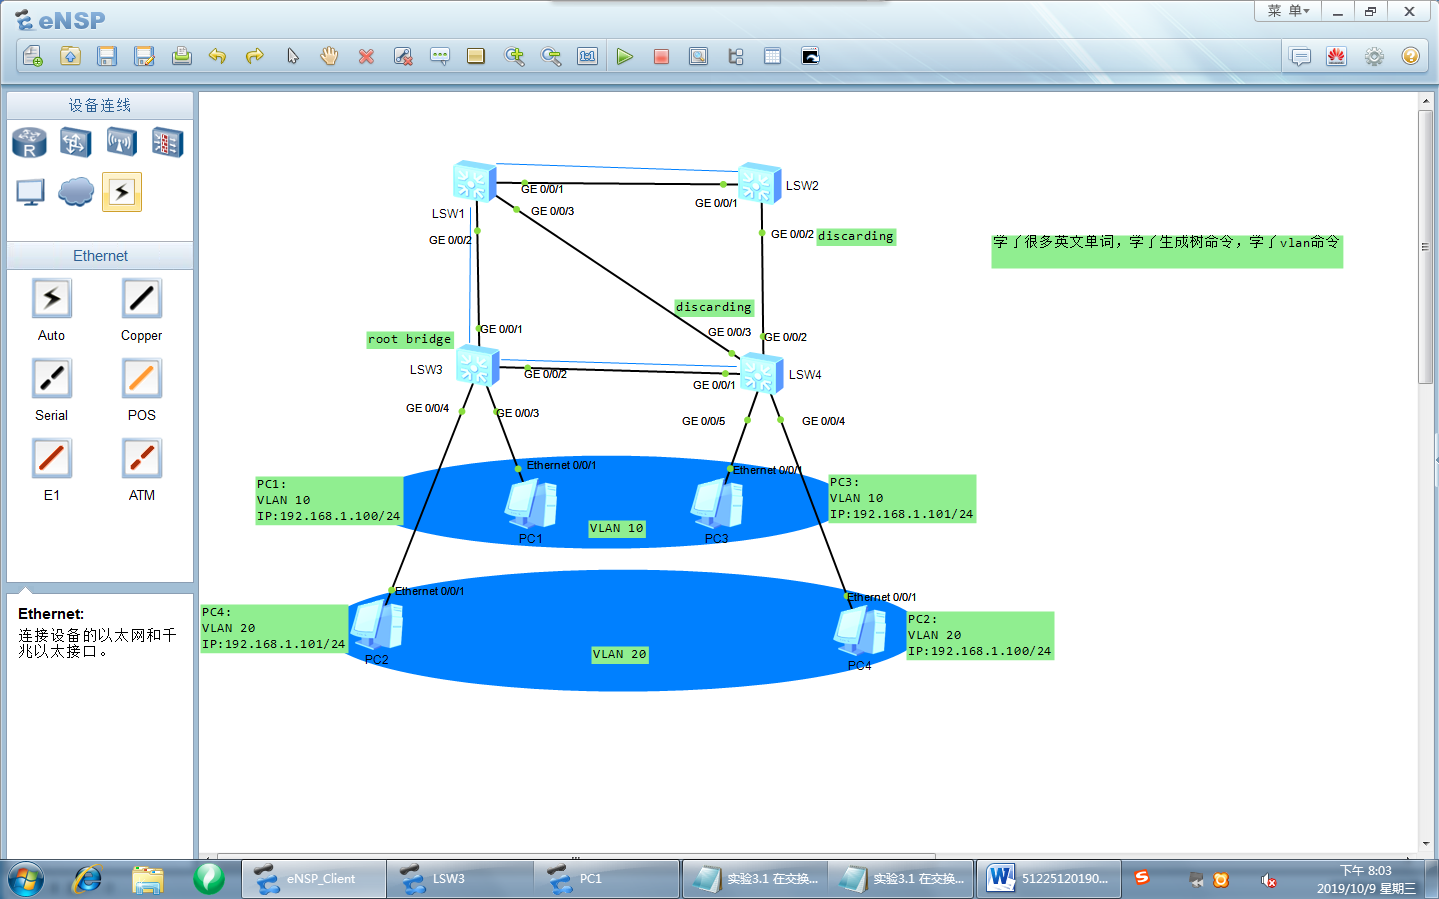 eNSP
菜 单
设备连线
Ethernet
Auto
Copper
Serial
POS
E1
ATM
Ethernet:
连接设备的以太网和千
兆以太接口。
LSW1
GE 0/0/1
GE 0/0/3
GE 0/0/2
LSW2
GE 0/0/1
GE 0/0/2
discarding
学了很多英文单词，学了生成树命令，学了vlan命令
discarding
GE 0/0/3
GE 0/0/2
root bridge
GE 0/0/1
LSW3
GE 0/0/2
GE 0/0/1
LSW4
GE 0/0/4
GE 0/0/3
GE 0/0/5
GE 0/0/4
Ethernet 0/0/1
Ethernet 0/0/1
PC1:
VLAN 10
IP:192.168.1.100/24
PC3:
VLAN 10
IP:192.168.1.101/24
VLAN 10
PC1
PC3
Ethernet 0/0/1
Ethernet 0/0/1
PC4:
VLAN 20
IP:192.168.1.101/24
PC2:
VLAN 20
IP:192.168.1.100/24
VLAN 20
PC2
PC4
eNSP_Client
LSW3
PC1
实验3.1 在交换...
实验3.1 在交换...
51225120190...
下午 8:03
2019/10/9 星期三